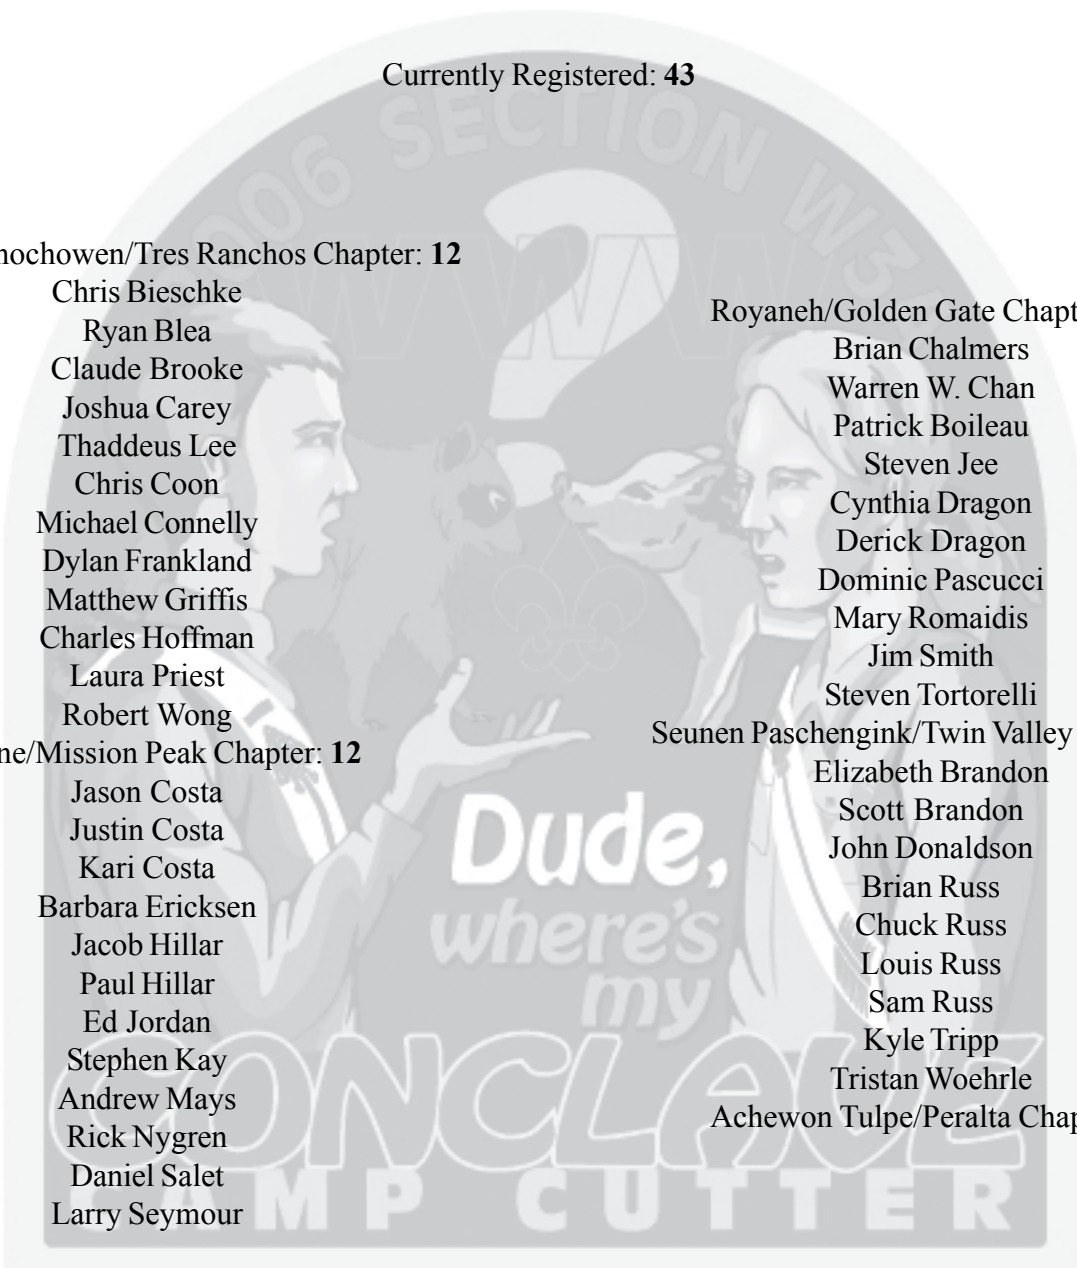 Currently Registered: 43
nochowen/Tres Ranchos Chapter: 12
Chris Bieschke
Ryan Blea
Claude Brooke
Joshua Carey
Thaddeus Lee
Chris Coon
Michael Connelly
Dylan Frankland
Matthew Griffis
Charles Hoffman
Laura Priest
Robert Wong
ne/Mission Peak Chapter: 12
Jason Costa
Justin Costa
Kari Costa
Barbara Ericksen
Jacob Hillar
Paul Hillar
Ed Jordan
Stephen Kay
Andrew Mays
Rick Nygren
Daniel Salet
Larry Seymour
Royaneh/Golden Gate Chapt
Brian Chalmers
Warren W. Chan
Patrick Boileau
Steven Jee
Cynthia Dragon
Derick Dragon
Dominic Pascucci
Mary Romaidis
Jim Smith
Steven Tortorelli
Seunen Paschengink/Twin Valley
Elizabeth Brandon
Scott Brandon
John Donaldson
Brian Russ
Chuck Russ
Louis Russ
Sam Russ
Kyle Tripp
Tristan Woehrle
Achewon Tulpe/Peralta Chap
2006 SECTION W3A
WWW
?
Dude,
where's
my
CONCLAVE
CAMP CUTTER